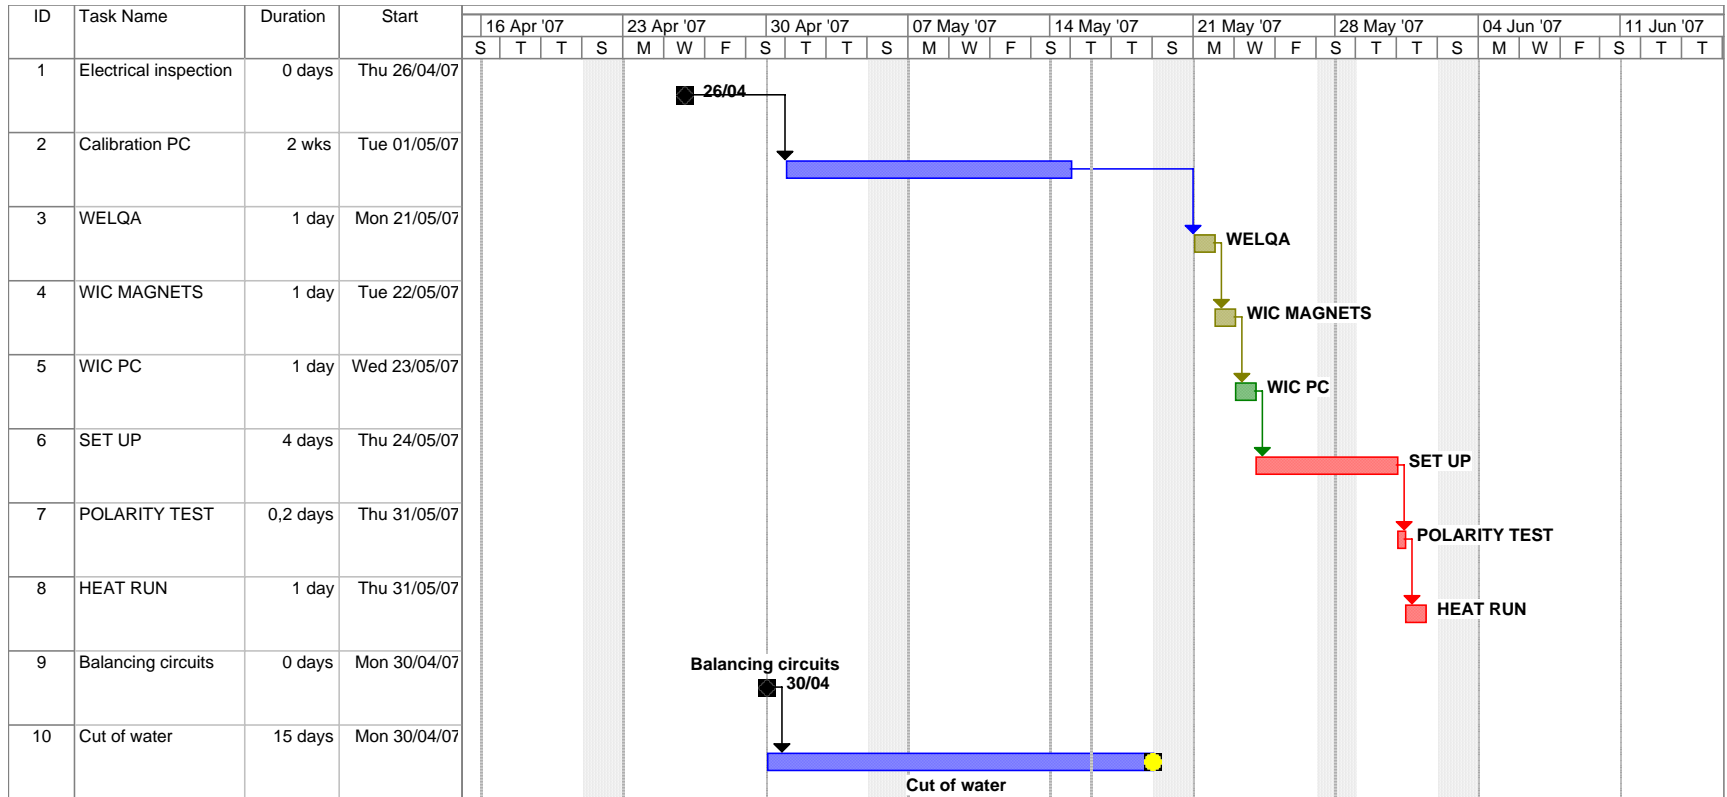 ID Task Name Duration Start 16 Apr '07 23 Apr '07 30 Apr '07 07 May '07 14 May '07 21 May '07 28 May '07 04 Jun '07 11 Jun '07
S T T S M W F S T T S M W F S T T S M W F S T T S M W F S T T
1 Electrical inspection 0 days Thu 26/04/07
26/04
2 Calibration PC 2 wks Tue 01/05/07
3 WELQA 1 day Mon 21/05/07
WELQA
4 WIC MAGNETS 1 day Tue 22/05/07
WIC MAGNETS
5 WIC PC 1 day Wed 23/05/07
WIC PC
6 SET UP 4 days Thu 24/05/07
SET UP
7 POLARITY TEST 0,2 days Thu 31/05/07
POLARITY TEST
8 HEAT RUN 1 day Thu 31/05/07
HEAT RUN
9 Balancing circuits 0 days Mon 30/04/07
Balancing circuits
30/04
10 Cut of water 15 days Mon 30/04/07
Cut of water